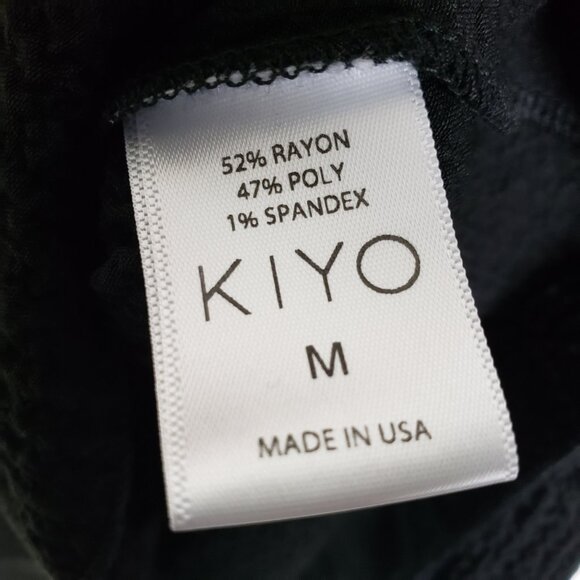 52% RAYON
47% POLY
1% SPANDEX
KIYO
M
MADE IN USA